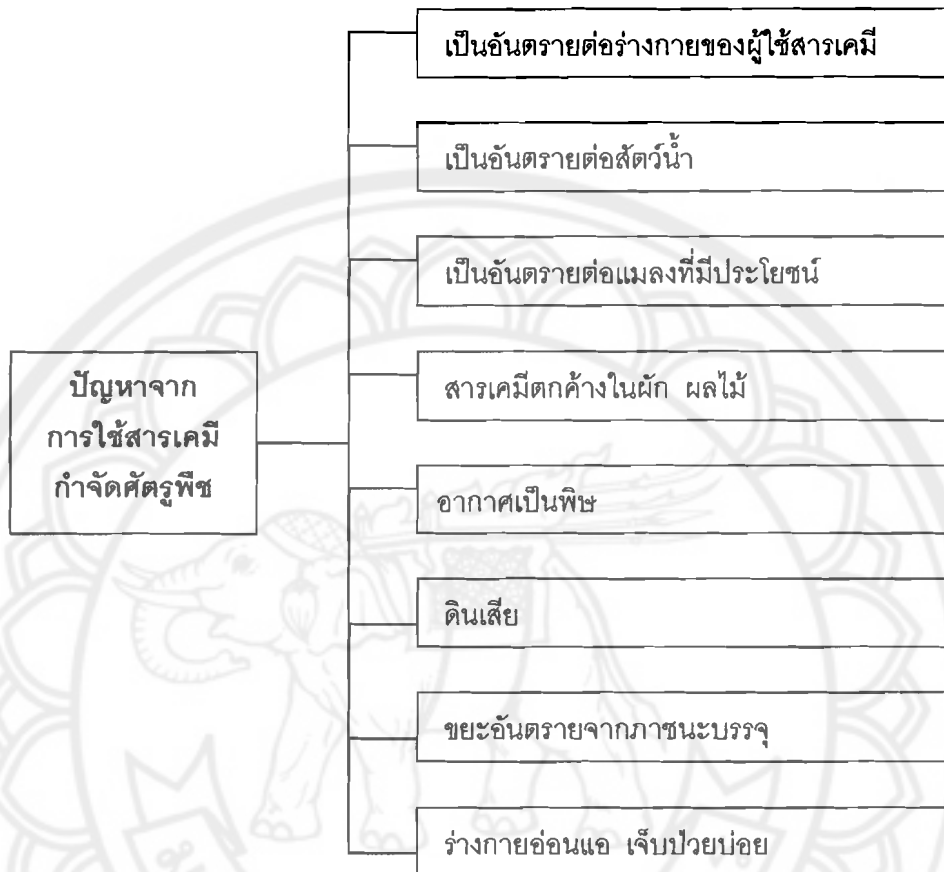 เป็นอันตรายต่อร่างกายของผู้ใช้สารเคมี
เป็นอันตรายต่อสัตว์น้ำ
เป็นอันตรายต่อแมลงที่มีประโยชน์
ปัญหาจาก
การใช้สารเคมี
กำจัดศัตรูพืช
สารเคมีตกค้างในผัก ผลไม้
อากาศเป็นพิษ
ดินเสีย
ขยะอันตรายจากภาชนะบรรจุ
ร่างกายอ่อนแอ เจ็บป่วยบ่อย